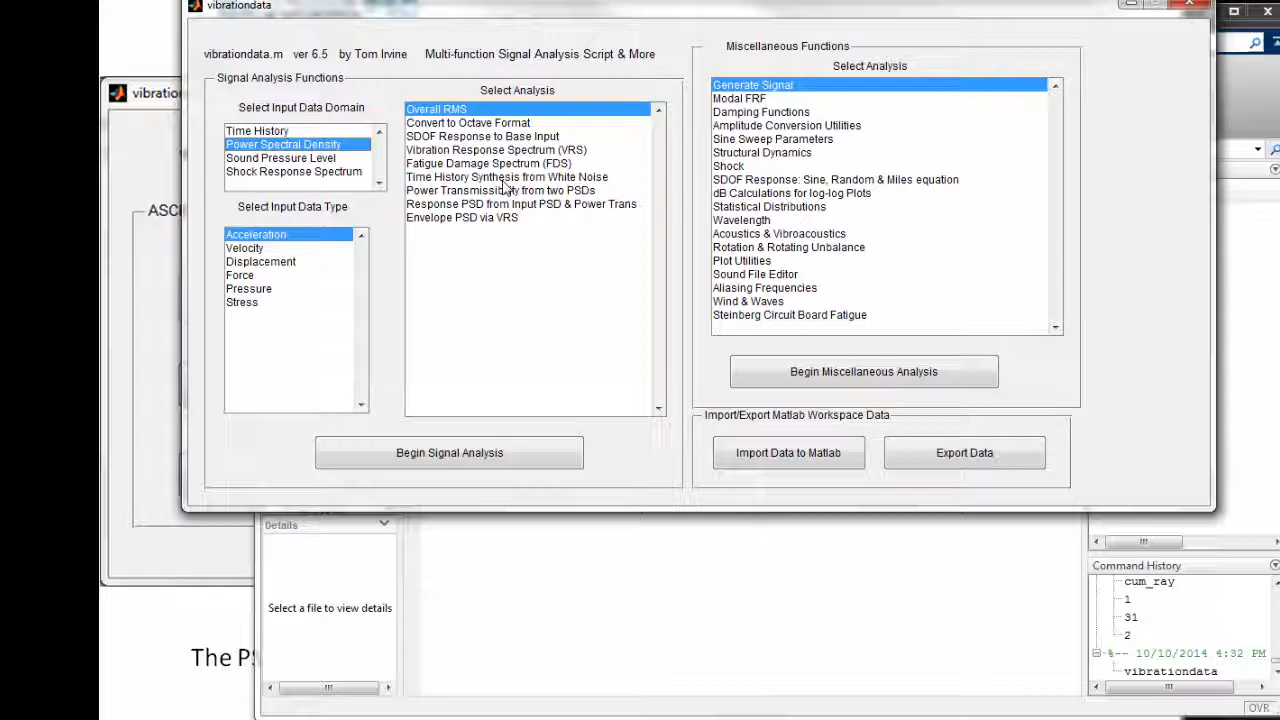 vibrationdata
vibrationdata.m ver 6.5 by Tom Irvine Multi-function Signal Analysis Script & More
Signal Analysis Functions
Select Input Data Domain
Time History
Power Spectral Density
Sound Pressure Level
Shock Response Spectrum
Select Input Data Type
Acceleration
Velocity
Displacement
Force
Pressure
Stress
Select Analysis
Overall RMS
Convert to Octave Format
SDOF Response to Base Input
Vibration Response Spectrum (VRS)
Fatigue Damage Spectrum (FDS)
Time History Synthesis from White Noise
Power Transmissibility from two PSDs
Response PSD from Input PSD & Power Trans
Envelope PSD via VRS
Begin Signal Analysis
Miscellaneous Functions
Select Analysis
Generate Signal
Modal FRF
Damping Functions
Amplitude Conversion Utilities
Sine Sweep Parameters
Structural Dynamics
Shock
SDOF Response: Sine, Random & Miles equation
dB Calculations for log-log Plots
Statistical Distributions
Wavelength
Acoustics & Vibroacoustics
Rotation & Rotating Unbalance
Plot Utilities
Sound File Editor
Aliasing Frequencies
Wind & Waves
Steinberg Circuit Board Fatigue
Begin Miscellaneous Analysis
Import/Export Matlab Workspace Data
Import Data to Matlab
Export Data
vibration
ASCI
Details
Select a file to view details
The PS
Command History
cum_ray
1
31
2
%-- 10/10/2014 4:32 PM
vibrationdata
OVR